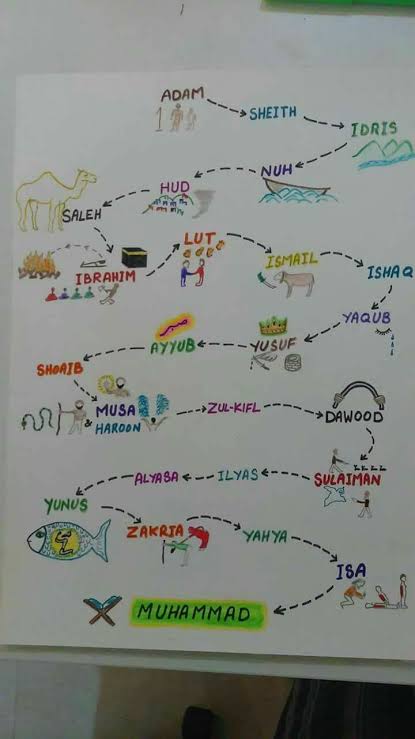 ADAM
SHEITH
IDRIS
NUH
HUD
SALEH
IBRAHIM
LUT
ISMAIL
ISHAQ
YAQUB
YUSUF
AYYUB
SHOAIB
MUSA
& HAROON
ZUL-KIFL
DAWOOD
SULAIMAN
ILYAS
ALYASA
YUNUS
ZAKRIA
YAHYA
ISA
MUHAMMAD